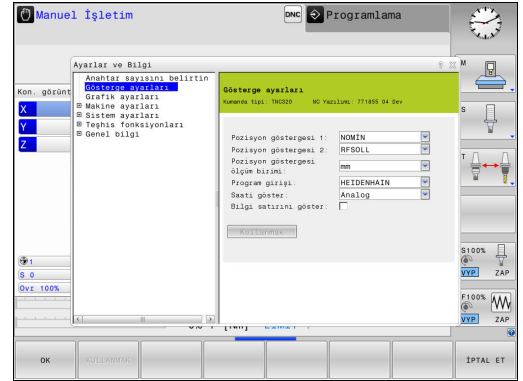 Manuel İşletim
DNC
Programlama
Ayarlar ve Bilgi
Anahtar sayısını belirtin
Gösterge ayarları
Grafik ayarları
Makine ayarları
Sistem ayarları
Teşhis fonksiyonları
Genel bilgi
Gösterge ayarları
Kumanda tipi: TNC320 NC Yazılımı: 771855 04 Dev
Pozisyon göstergesi 1: NOMİN
Pozisyon göstergesi 2: RFSOLL
Pozisyon göstergesi
ölçüm birimi: mm
Program girişi: HEIDENHAIN
Saati göster: Analog
Bilgi satırını göster:
Kullanmak
Kon. görünt
X
Y
Z
1
S 0
Ovr 100%
M
S
T
S100%
VYP ZAP
F100%
VYP ZAP
OK
KULLANMAK
İPTAL ET